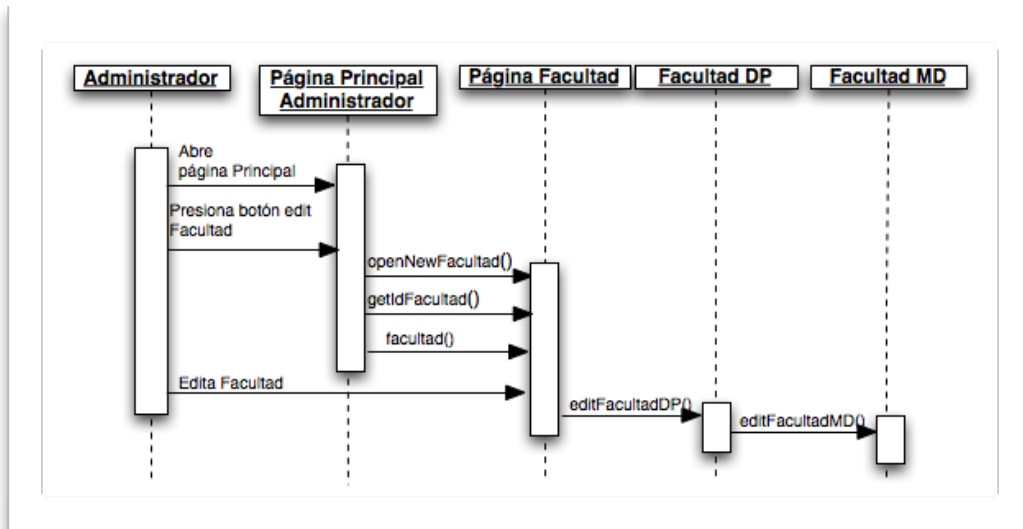 Administrador
Página Principal
Administrador
Página Facultad
Facultad DP
Facultad MD
Abre
página Principal
Presiona botón edit
Facultad
openNewFacultad()
getIdFacultad()
facultad()
Edita Facultad
editFacultadDP()
editFacultadMD()